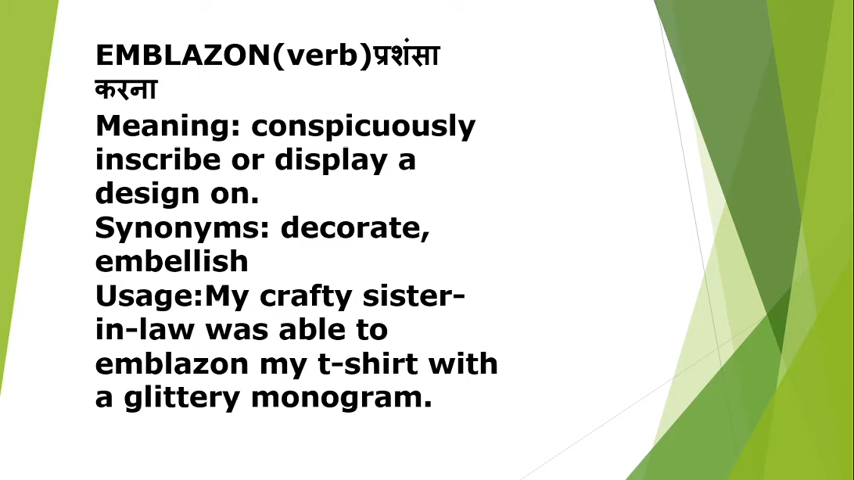 EMBLAZON(verb)प्रशंसा
करना
Meaning: conspicuously
inscribe or display a
design on.
Synonyms: decorate,
embellish
Usage:My crafty sister-
in-law was able to
emblazon my t-shirt with
a glittery monogram.